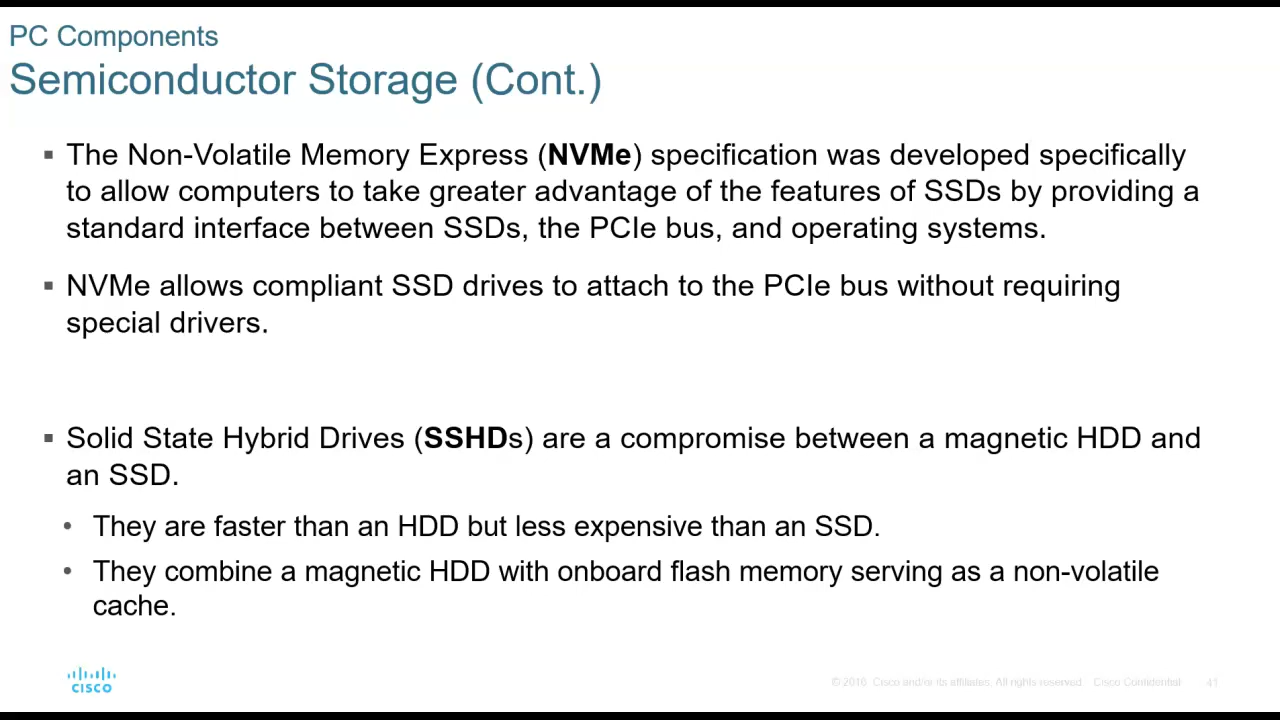 PC Components
Semiconductor Storage (Cont.)
▪ The Non-Volatile Memory Express (NVMe) specification was developed specifically
to allow computers to take greater advantage of the features of SSDs by providing a
standard interface between SSDs, the PCIe bus, and operating systems.
▪ NVMe allows compliant SSD drives to attach to the PCIe bus without requiring
special drivers.
▪ Solid State Hybrid Drives (SSHDs) are a compromise between a magnetic HDD and
an SSD.
• They are faster than an HDD but less expensive than an SSD.
• They combine a magnetic HDD with onboard flash memory serving as a non-volatile
cache.
CISCO
© 2016 Cisco and/or its affiliates. All rights reserved. Cisco Confidential 41